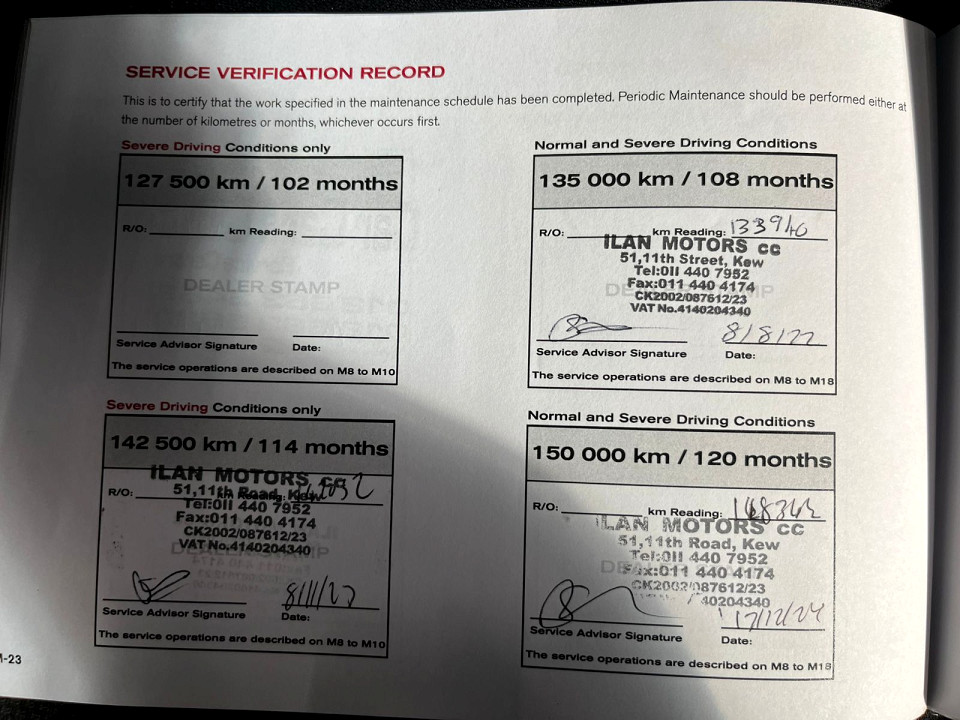 SERVICE VERIFICATION RECORD
This is to certify that the work specified in the maintenance schedule has been completed. Periodic Maintenance should be performed either at
the number of kilometres or months, whichever occurs first.
Severe Driving Conditions only
127 500 km / 102 months
R/O: km Reading:
DEALER STAMP
Service Advisor Signature Date:
The service operations are described on M8 to M10
Normal and Severe Driving Conditions
135 000 km / 108 months
R/O: km Reading: 133940
ILAN MOTORS cc
51,11th Street, Kew
Tel:011 440 7952
Fax:011 440 4174
CK2002/087612/23
VAT No.4140204340
8/8/22
Service Advisor Signature Date:
The service operations are described on M8 to M18
Severe Driving Conditions only
142 500 km / 114 months
ILAN MOTORS cc
R/O: km Reading:
51,11th Road, Kew
Tel:011 440 7952
Fax:011 440 4174
CK2002/087612/23
VAT No.4140204340
DEALER STAMP
8/11/23
Service Advisor Signature Date:
The service operations are described on M8 to M10
Normal and Severe Driving Conditions
150 000 km / 120 months
R/O: km Reading:
ILAN MOTORS cc
51,11th Road, Kew
Tel:011 440 7952
Fax:011 440 4174
CK2002/087612/23
40204340
17/12/24
Service Advisor Signature Date:
The service operations are described on M8 to M18
-23